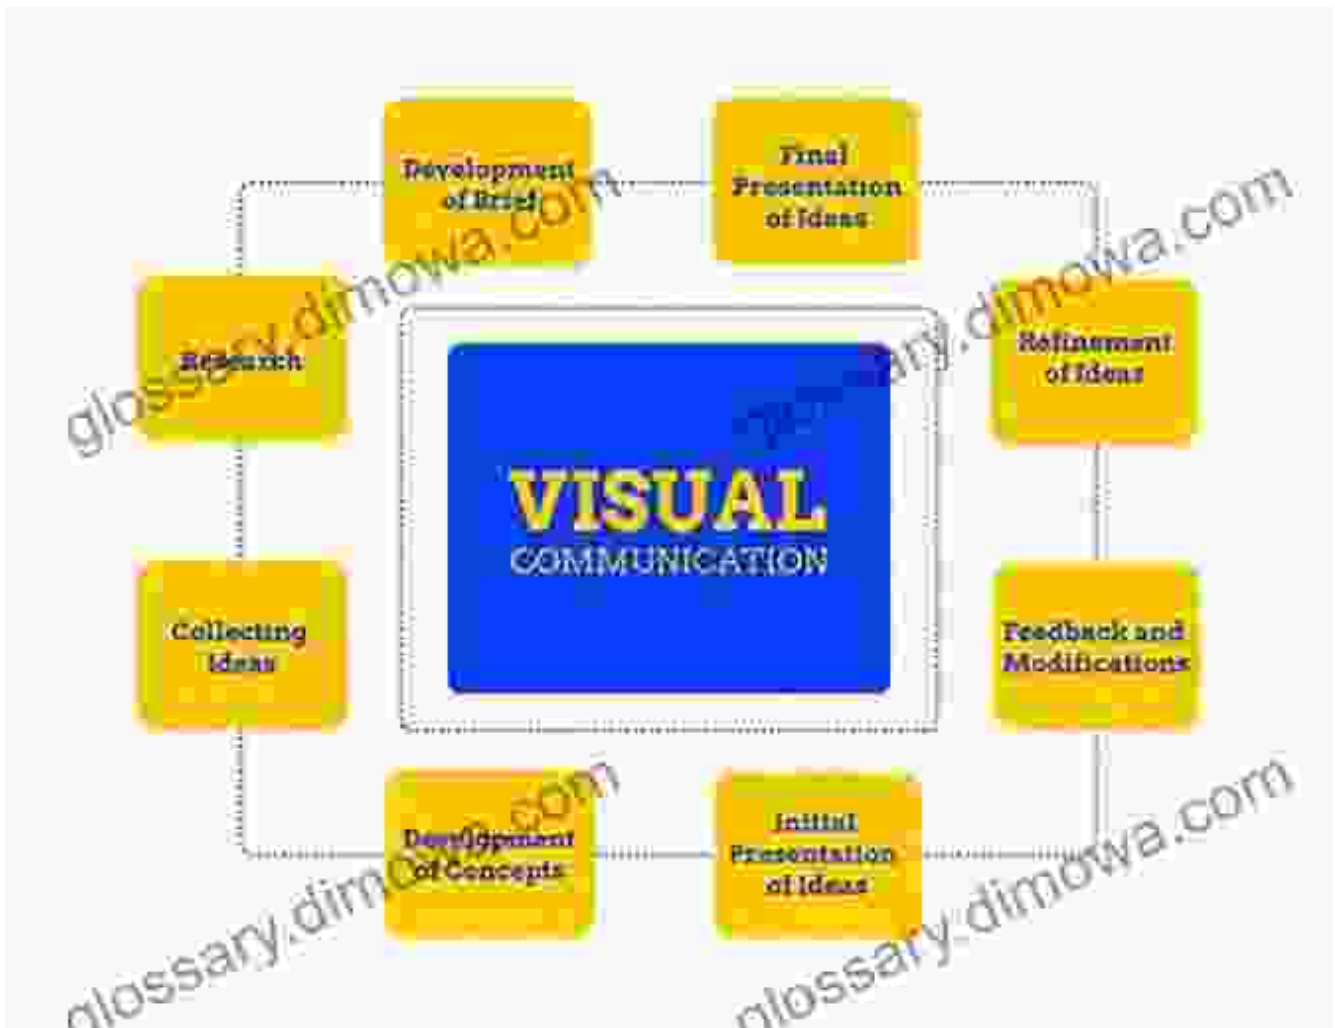 Development
of Brief
Final
Presentation
of Ideas
Research
Refinement
of Ideas
VISUAL
COMMUNICATION
Collecting
Ideas
Feedback and
Modifications
Development
of Concepts
Initial
Presentation
of Ideas
glossary.dimowa.com
glossary.dimowa.com
glossary.dimowa.com
glossary.dimowa.com